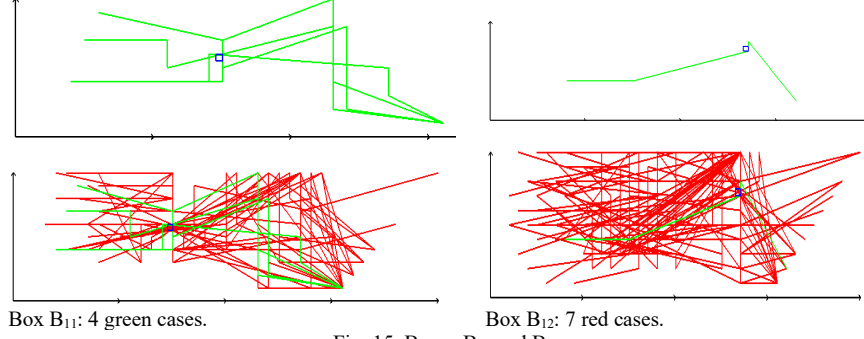 Box B₁₁: 4 green cases.
Box B₁₂: 7 red cases.